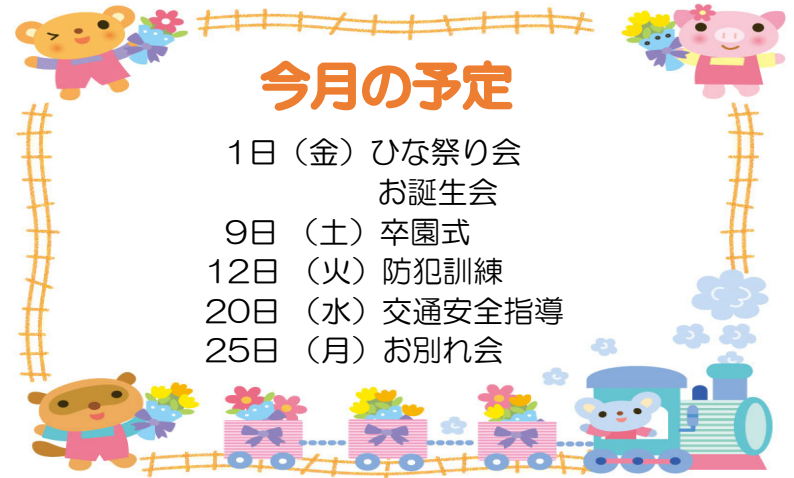 今月の予定
1日（金）ひな祭り会
お誕生会
9日 （土）卒園式
12日 （火）防犯訓練
20日 （水）交通安全指導
25日 （月）お別れ会